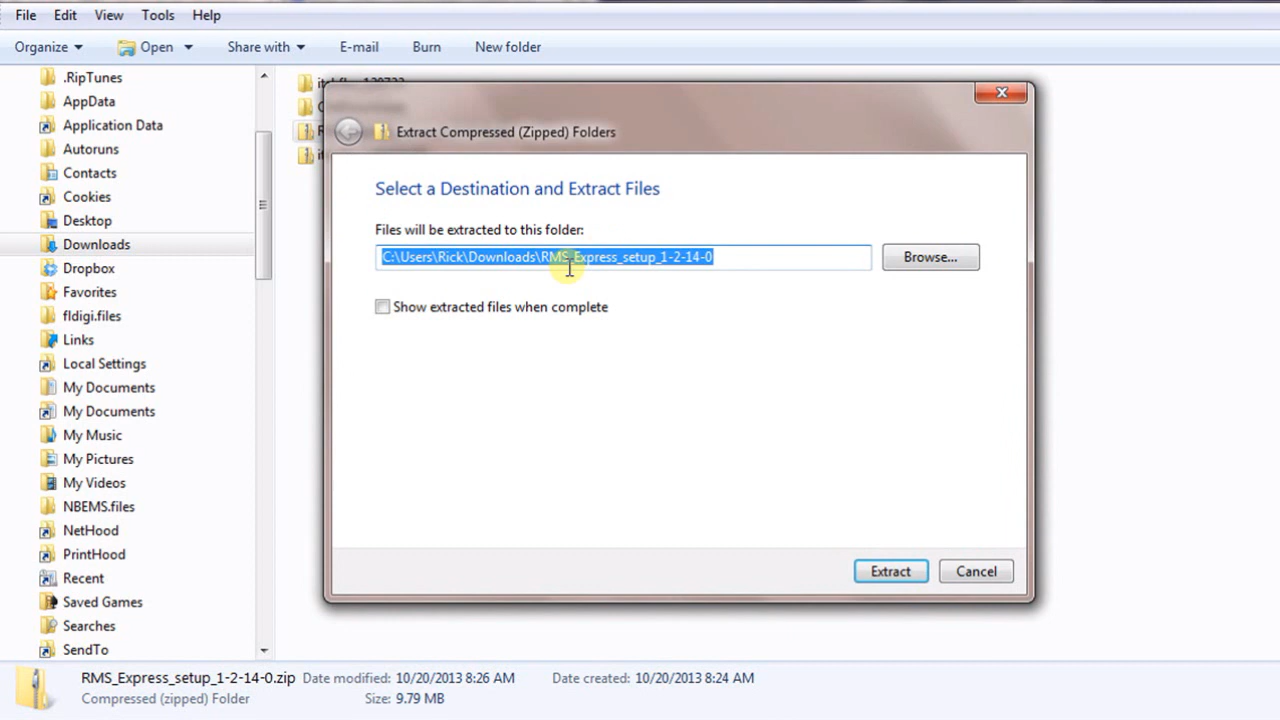 File Edit View Tools Help
Organize Open Share with E-mail Burn New folder
.RipTunes
AppData
Application Data
Autoruns
Contacts
Cookies
Desktop
Downloads
Dropbox
Favorites
fldigi.files
Links
Local Settings
My Documents
My Documents
My Music
My Pictures
My Videos
NBEMS.files
NetHood
PrintHood
Recent
Saved Games
Searches
SendTo
Extract Compressed (Zipped) Folders
Select a Destination and Extract Files
Files will be extracted to this folder:
C:\Users\Rick\Downloads\RMS_Express_setup_1-2-14-0
Browse...
Show extracted files when complete
Extract Cancel
RMS_Express_setup_1-2-14-0.zip Date modified: 10/20/2013 8:26 AM Date created: 10/20/2013 8:24 AM
Compressed (zipped) Folder Size: 9.79 MB